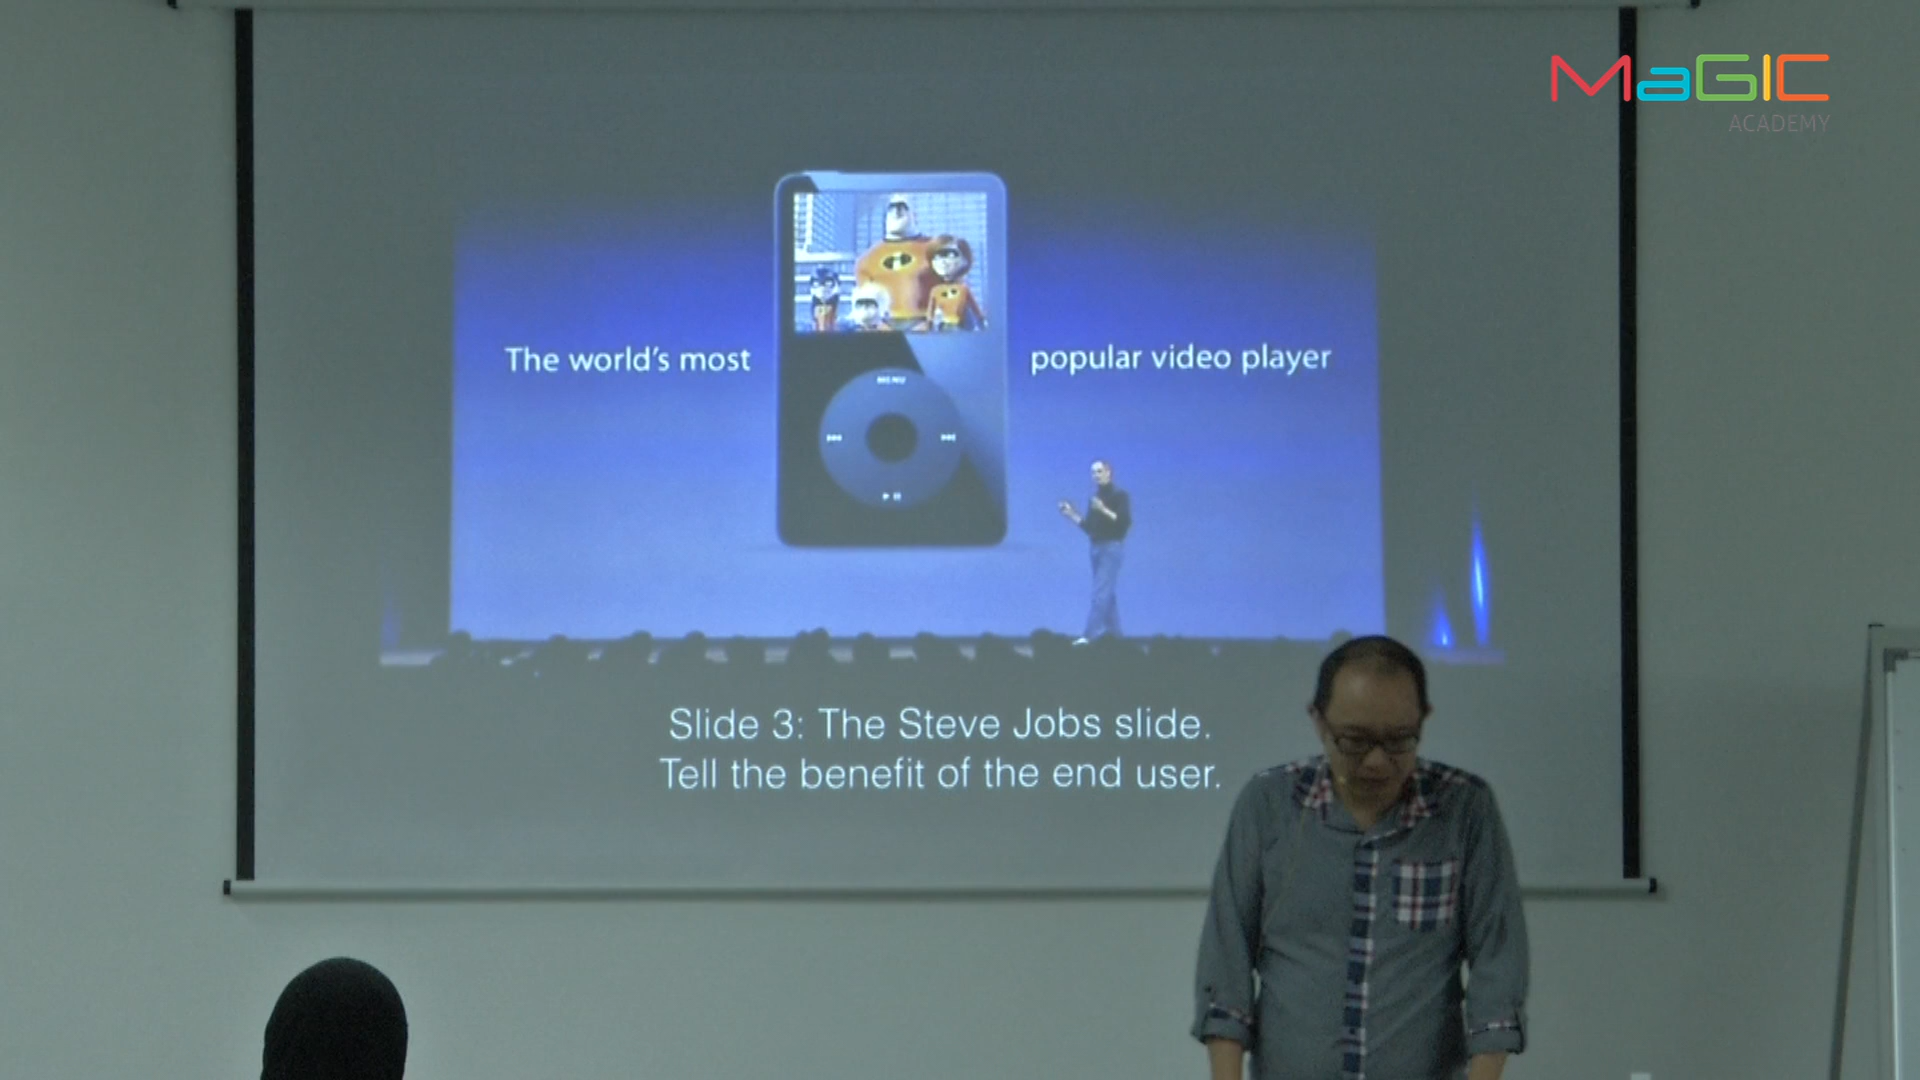 MaGIC
ACADEMY
The world's most popular video player
MENU
Slide 3: The Steve Jobs slide.
Tell the benefit of the end user.